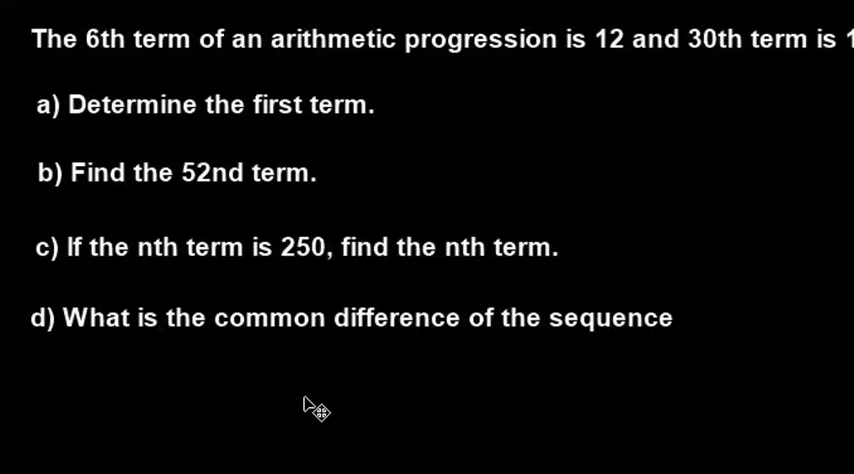 The 6th term of an arithmetic progression is 12 and 30th term is
a) Determine the first term.
b) Find the 52nd term.
c) If the nth term is 250, find the nth term.
d) What is the common difference of the sequence